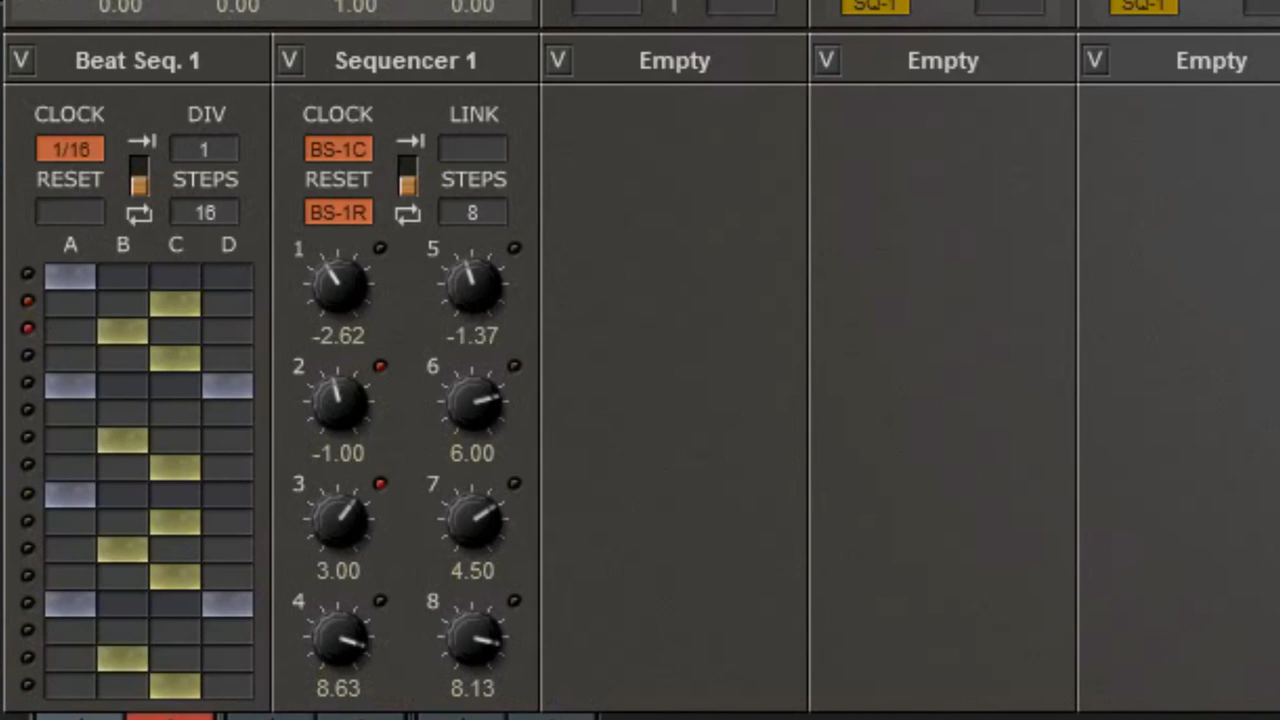 0.00 0.00 1.00 0.00 SQ-1 SQ-1
V Beat Seq. 1 V Sequencer 1 V Empty V Empty V Empty
CLOCK DIV CLOCK LINK
1/16 1 BS-1C
RESET STEPS RESET STEPS
16 BS-1R 8
A B C D 1 5
-2.62 -1.37
2 6
-1.00 6.00
3 7
3.00 4.50
4 8
8.63 8.13